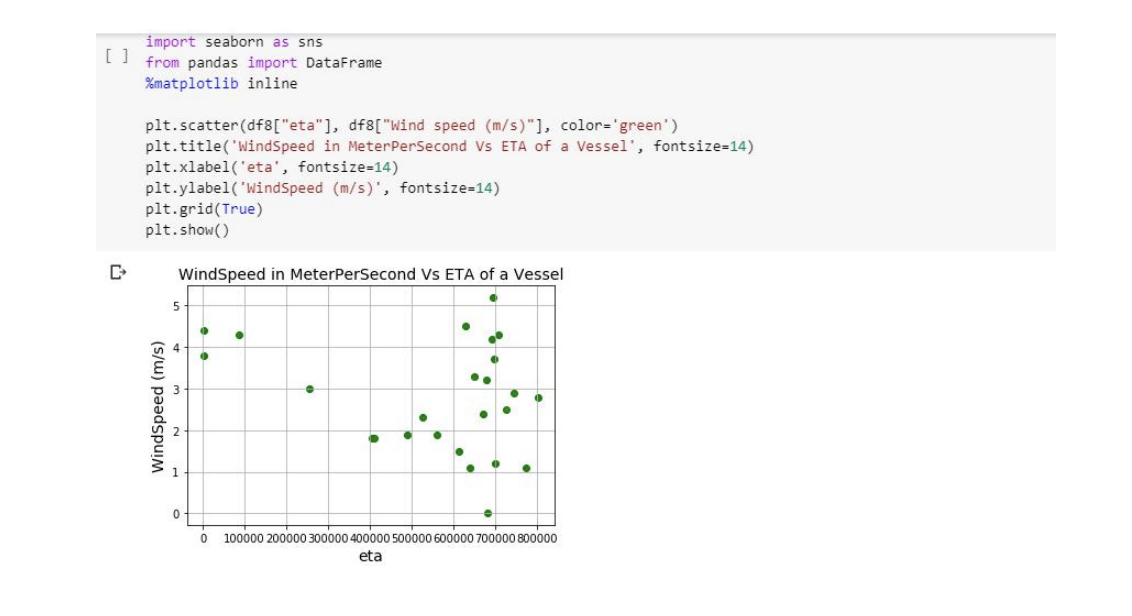 import seaborn as sns
[ ] from pandas import DataFrame
%matplotlib inline
plt.scatter(df8["eta"], df8["Wind speed (m/s)"], color='green')
plt.title('WindSpeed in MeterPerSecond Vs ETA of a Vessel', fontsize=14)
plt.xlabel('eta', fontsize=14)
plt.ylabel('WindSpeed (m/s)', fontsize=14)
plt.grid(True)
plt.show()
WindSpeed in MeterPerSecond Vs ETA of a Vessel
WindSpeed (m/s)
5
4
3
2
1
0
0 100000 200000 300000 400000 500000 600000 700000 800000
eta